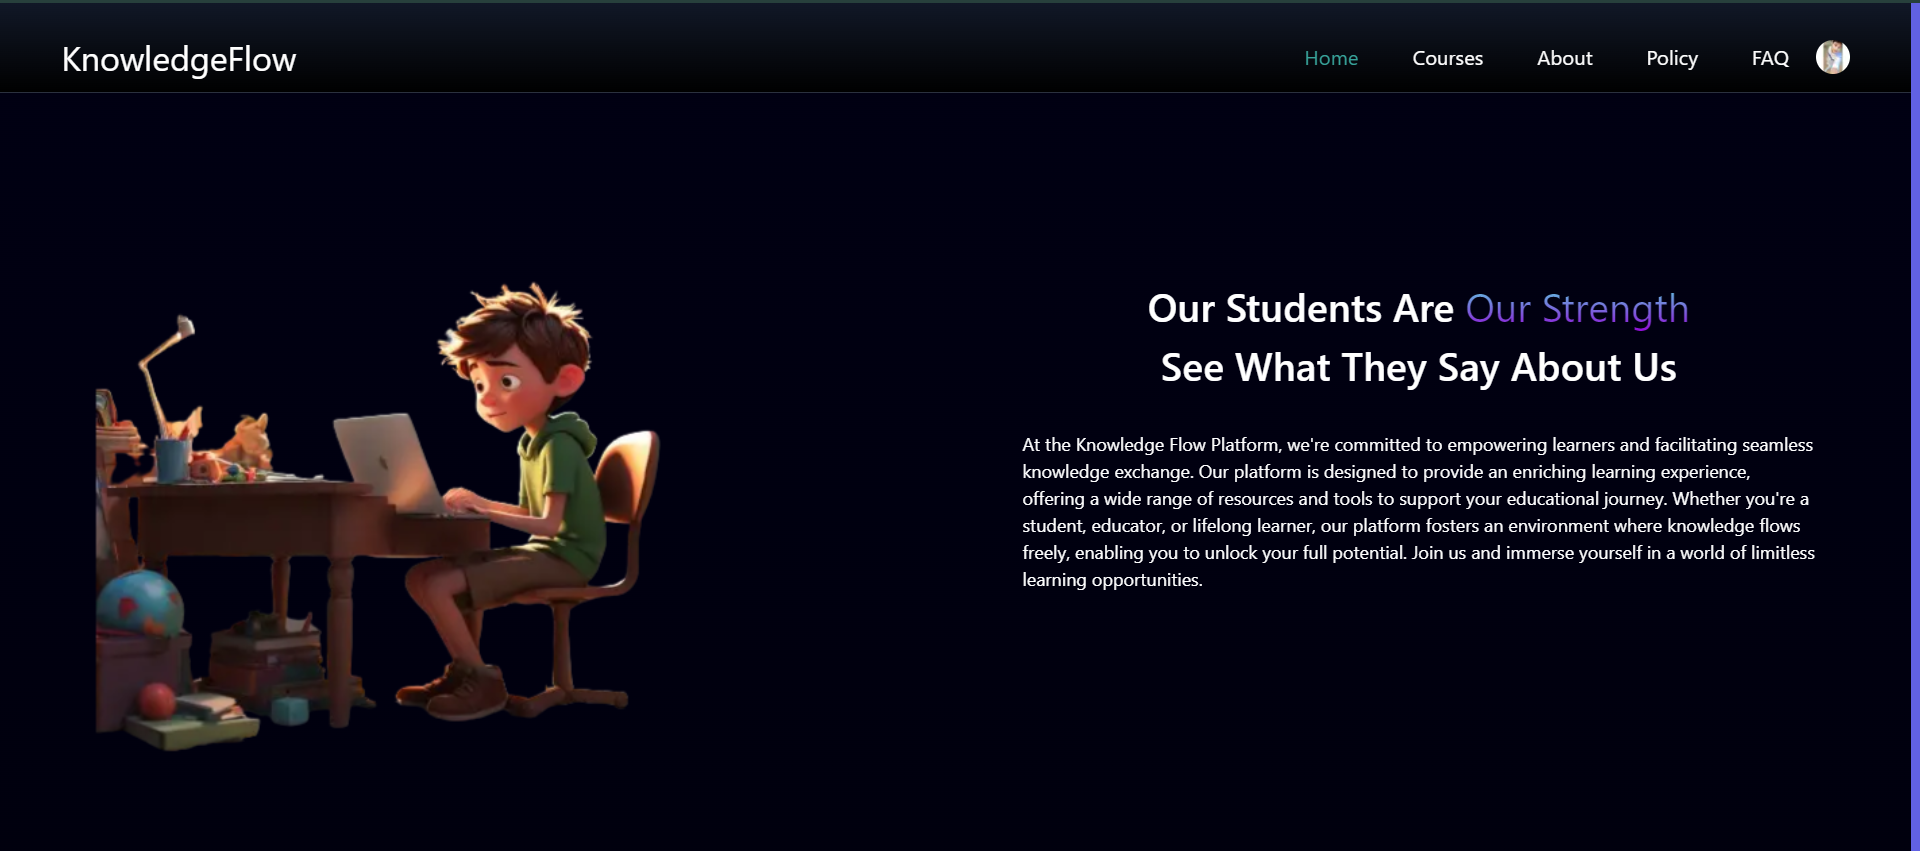 KnowledgeFlow
Home Courses About Policy FAQ
Our Students Are Our Strength
See What They Say About Us
At the Knowledge Flow Platform, we're committed to empowering learners and facilitating seamless
knowledge exchange. Our platform is designed to provide an enriching learning experience,
offering a wide range of resources and tools to support your educational journey. Whether you're a
student, educator, or lifelong learner, our platform fosters an environment where knowledge flows
freely, enabling you to unlock your full potential. Join us and immerse yourself in a world of limitless
learning opportunities.